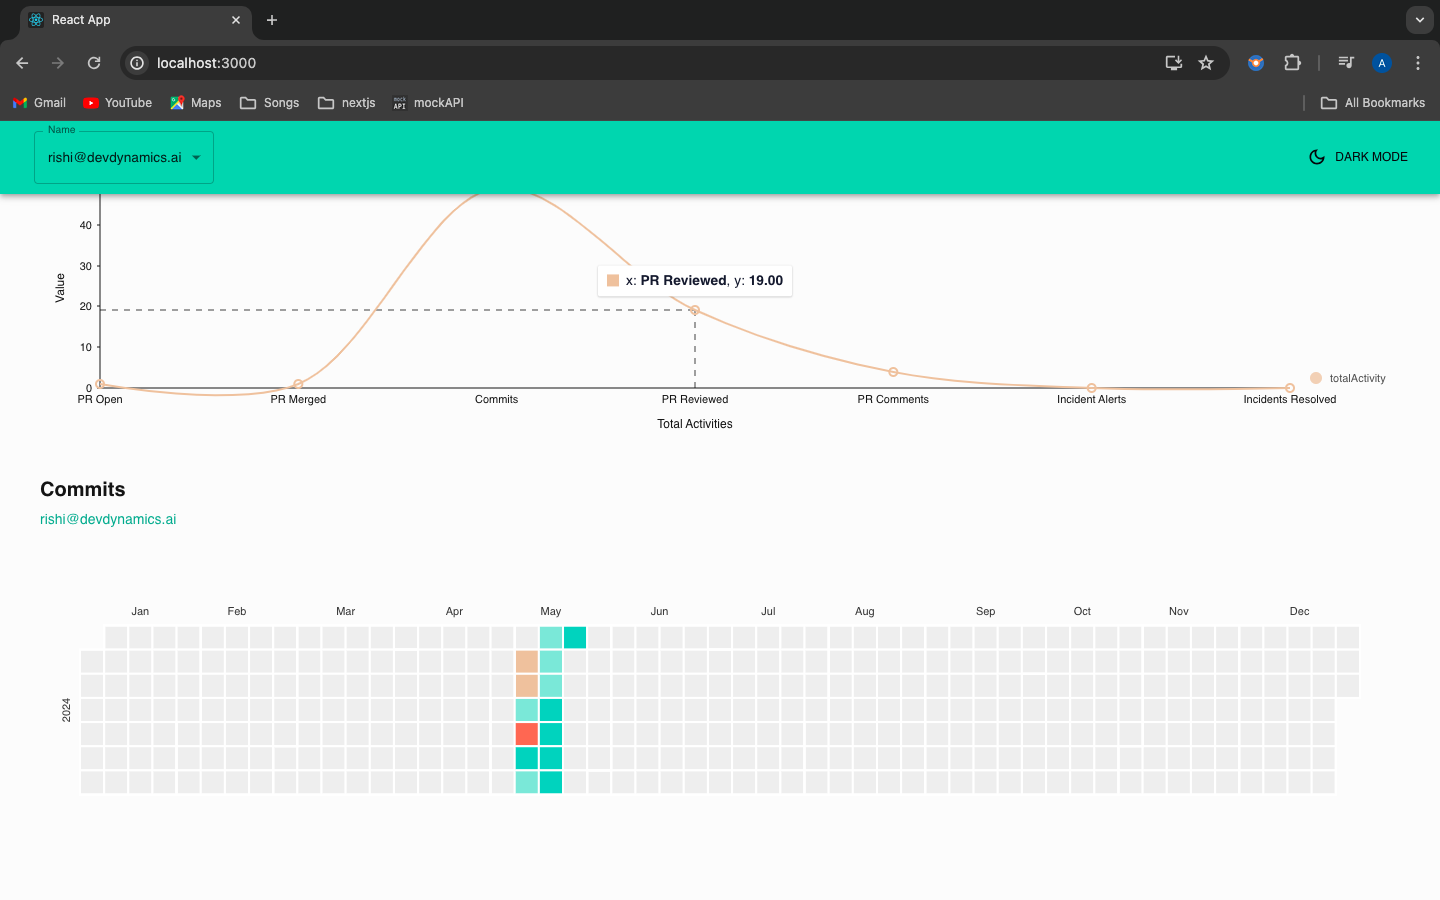 React App
localhost:3000
A
Gmail
YouTube
Maps
Songs
nextjs
mock API
mockAPI
All Bookmarks
Name
rishi@devdynamics.ai
DARK MODE
40
30
20
10
0
Value
x: PR Reviewed, y: 19.00
totalActivity
PR Open
PR Merged
Commits
PR Reviewed
PR Comments
Incident Alerts
Incidents Resolved
Total Activities
Commits
rishi@devdynamics.ai
Jan
Feb
Mar
Apr
May
Jun
Jul
Aug
Sep
Oct
Nov
Dec
2024